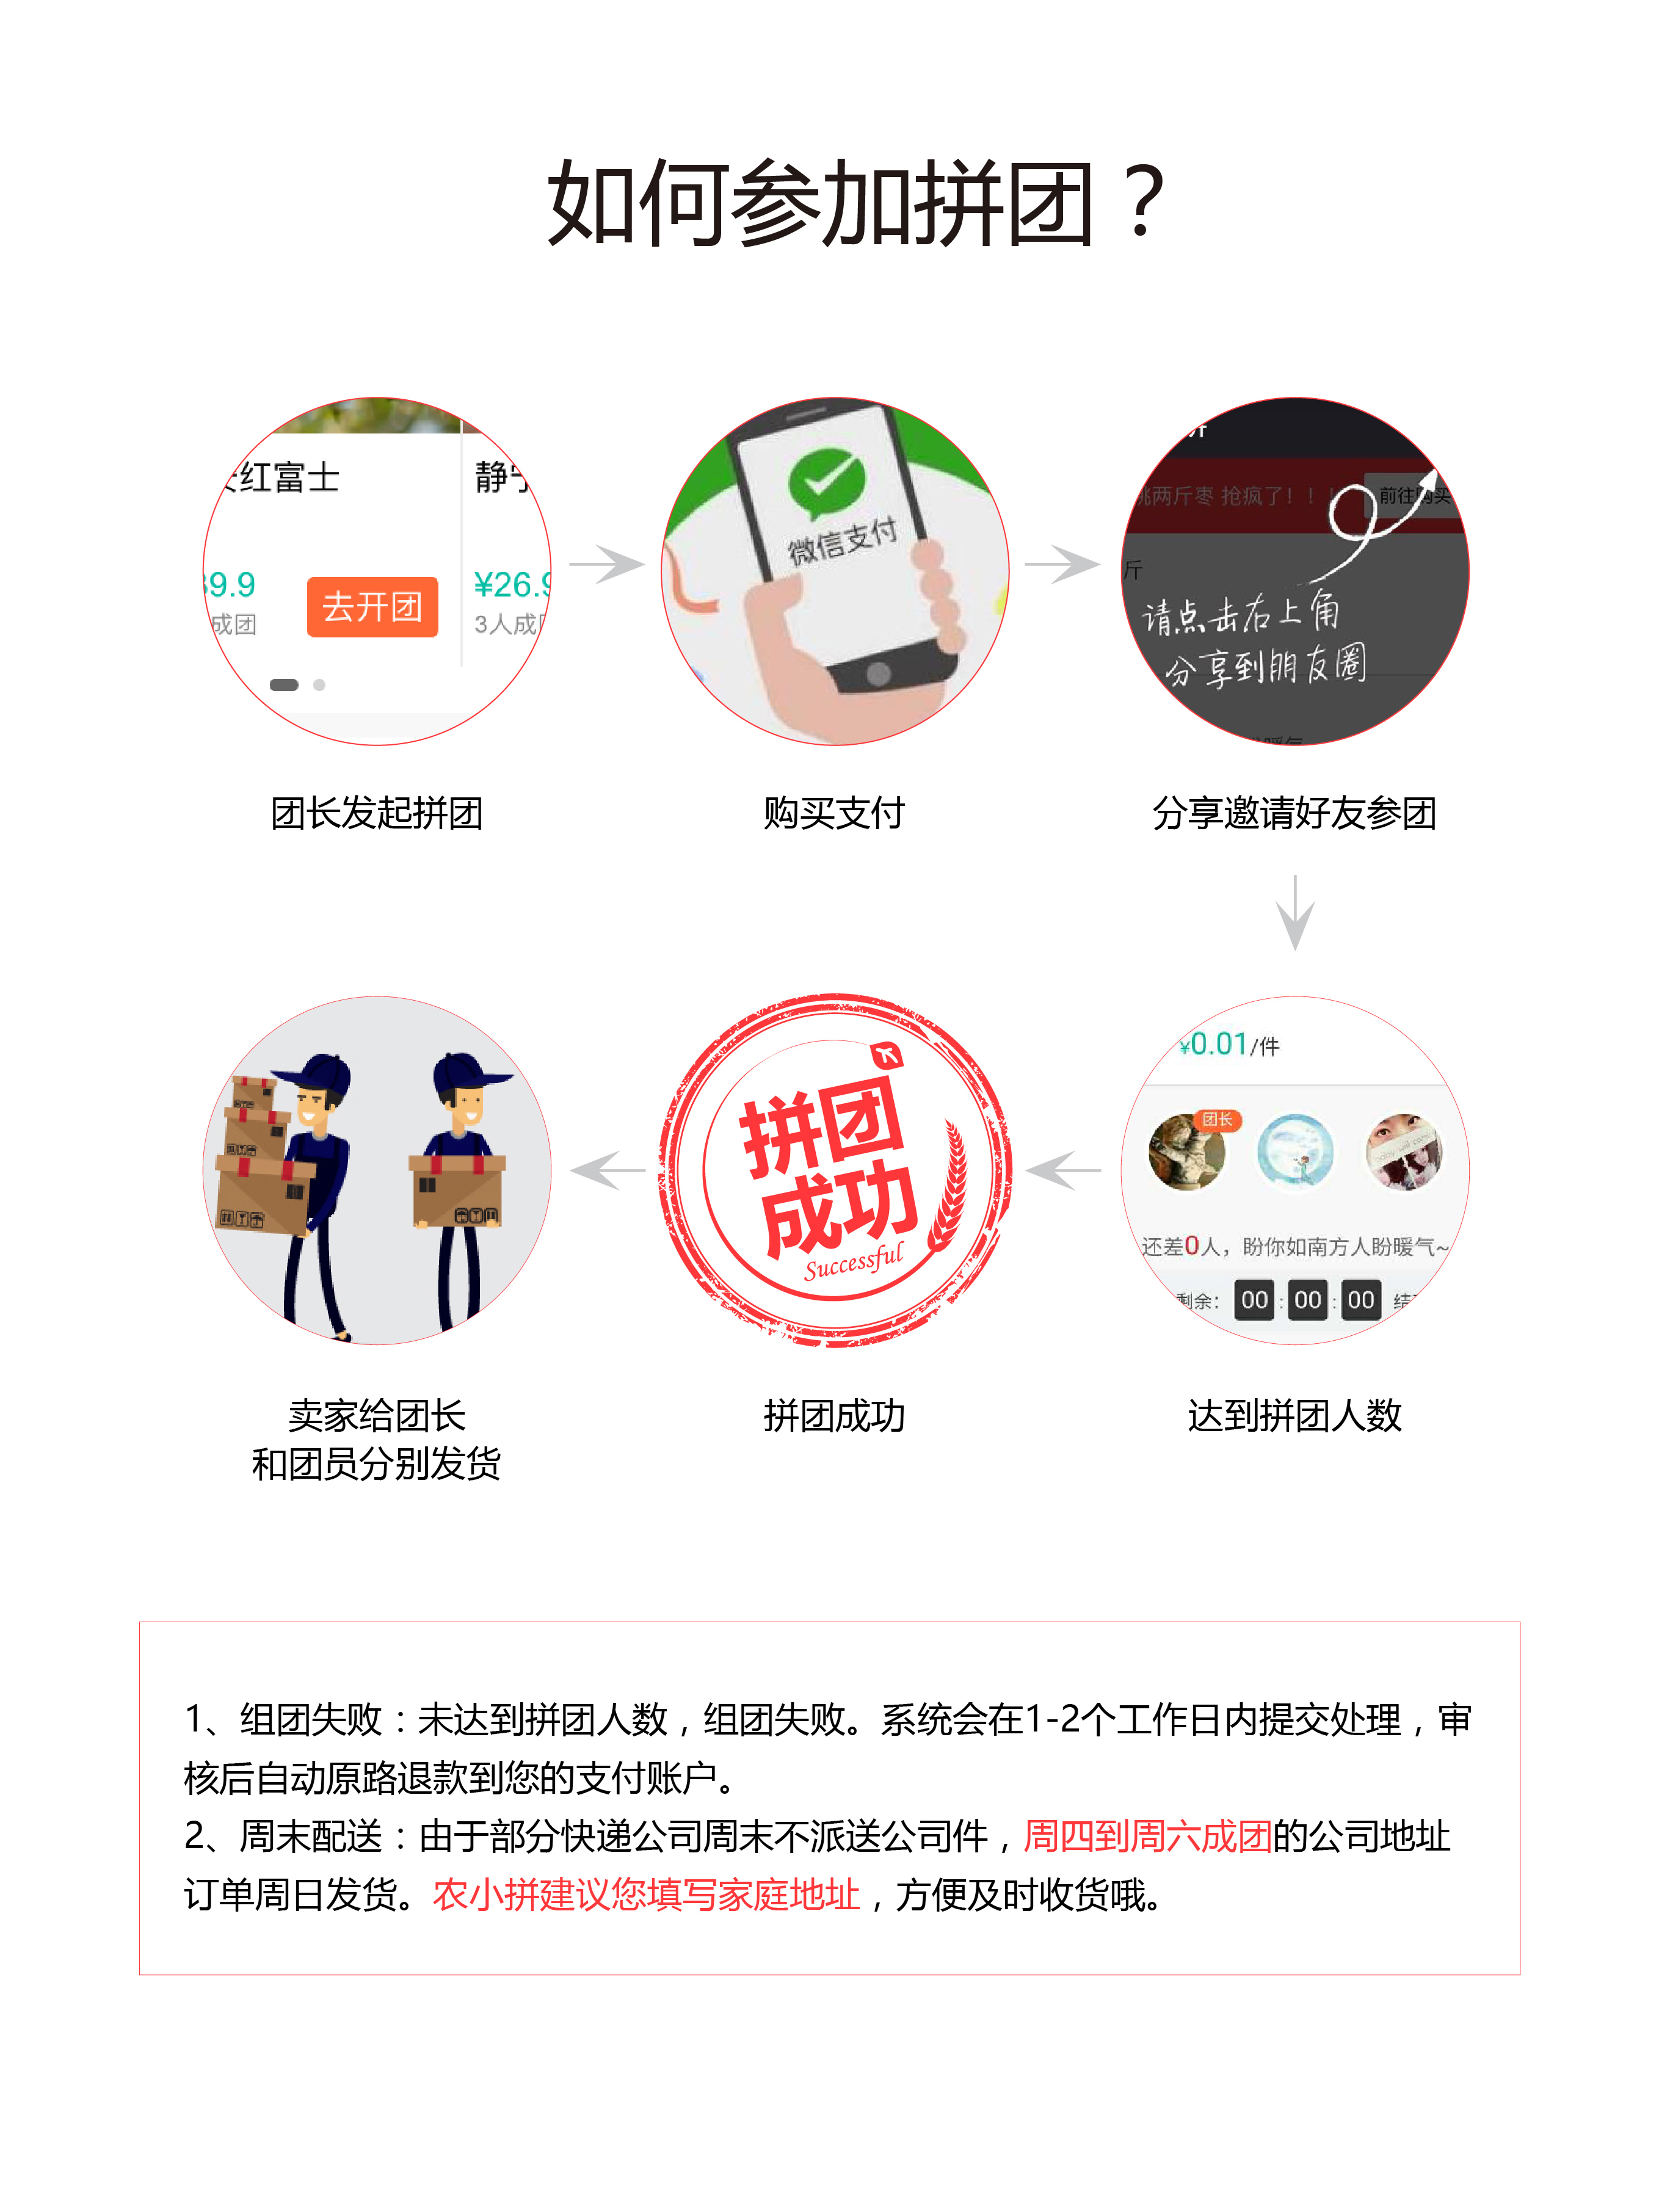 如何参加拼团？
红富士
静
39.9
¥26.9
成团
去开团
3人成
微信支付
两斤枣 抢疯了！！！
前往购买
斤
请点击右上角
分享到朋友圈
团长发起拼团
购买支付
分享邀请好友参团
¥0.01/件
团长
还差0人，盼你如南方人盼暖气~
剩余：00:00:00
拼团
成功
Successful
卖家给团长
和团员分别发货
拼团成功
达到拼团人数
1、组团失败：未达到拼团人数，组团失败。系统会在1-2个工作日内提交处理，审
核后自动原路退款到您的支付账户。
2、周末配送：由于部分快递公司周末不派送公司件，周四到周六成团的公司地址
订单周日发货。农小拼建议您填写家庭地址，方便及时收货哦。